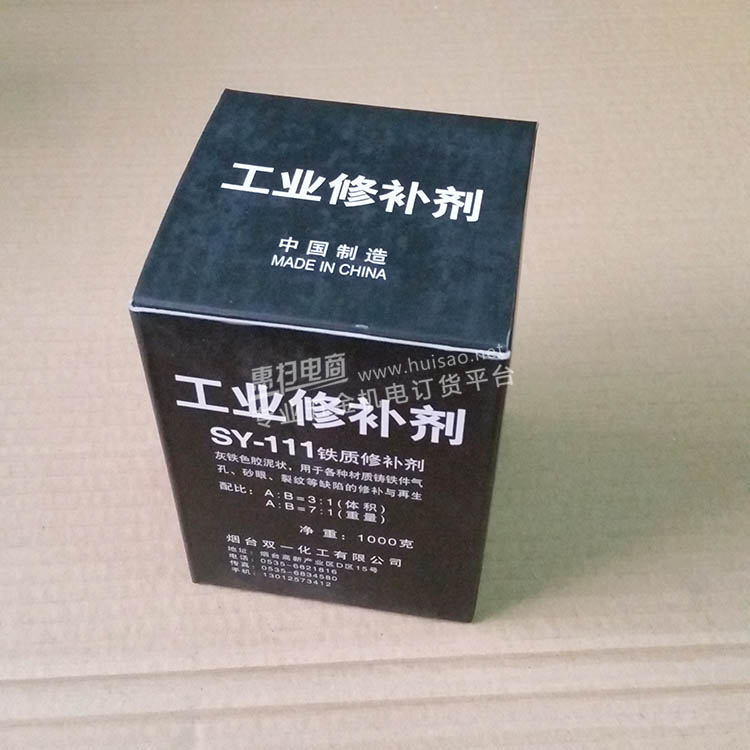 工业修补剂
中国制造
MADE IN CHINA
惠扫电商 www.huisao.net
机电订货平台
工业修补剂
SY-111铁质修补剂
灰铁色胶泥状，用于各种材质铸铁件气
孔、砂眼、裂纹等缺陷的修补与再生
配比：A:B=3:1(体积)
A:B=7:1(重量)
净重：1000克
烟台双一化工有限公司
地址：烟台高新产业区D区15号
电话：0535-6821816
传真：0535-6834580
手机：13012573412